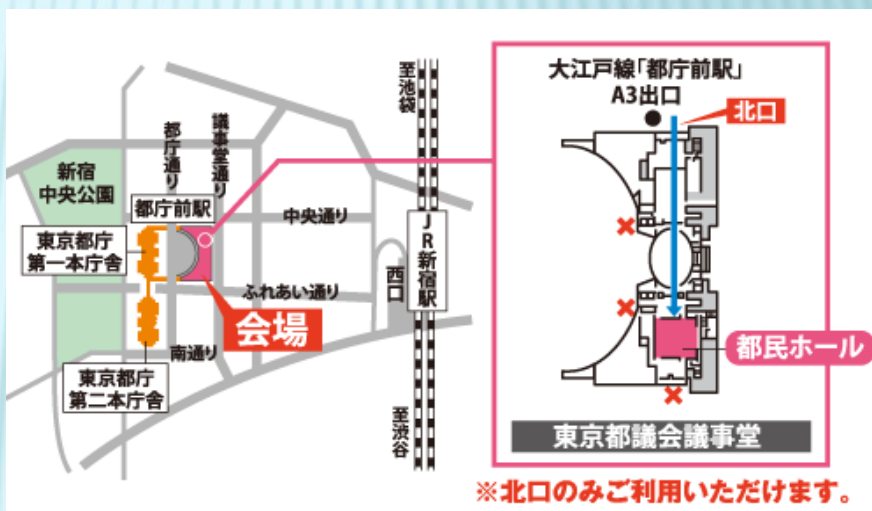 至池袋
都庁通り
議事堂通り
新宿
中央公園
都庁前駅
中央通り
JR新宿駅
東京都庁
第一本庁舎
西口
ふれあい通り
会場
南通り
東京都庁
第二本庁舎
至渋谷
大江戸線「都庁前駅」
A3出口
北口
都民ホール
東京都議会議事堂
※北口のみご利用いただけます。